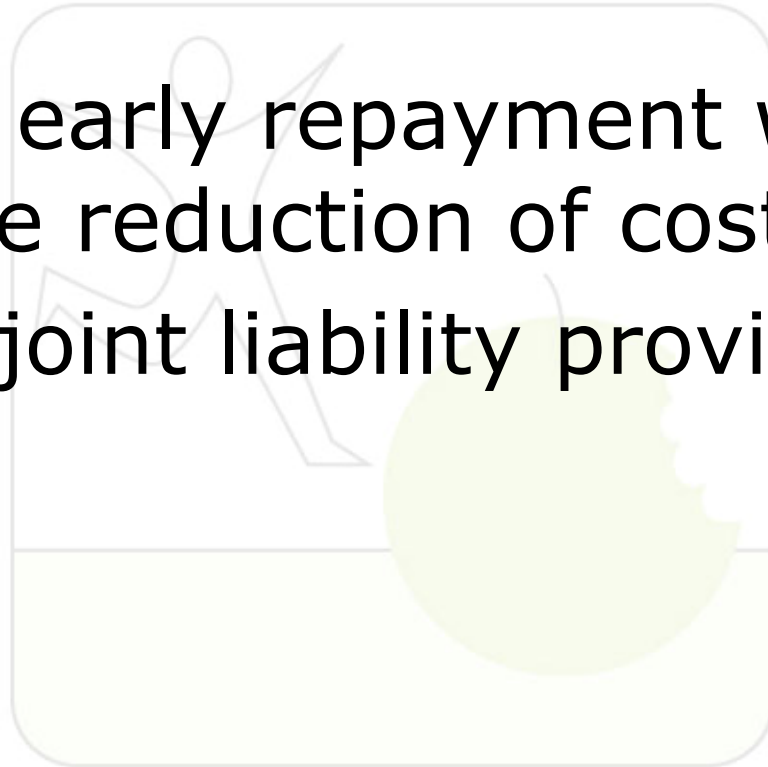 early repayment w
e reduction of cost
joint liability provi